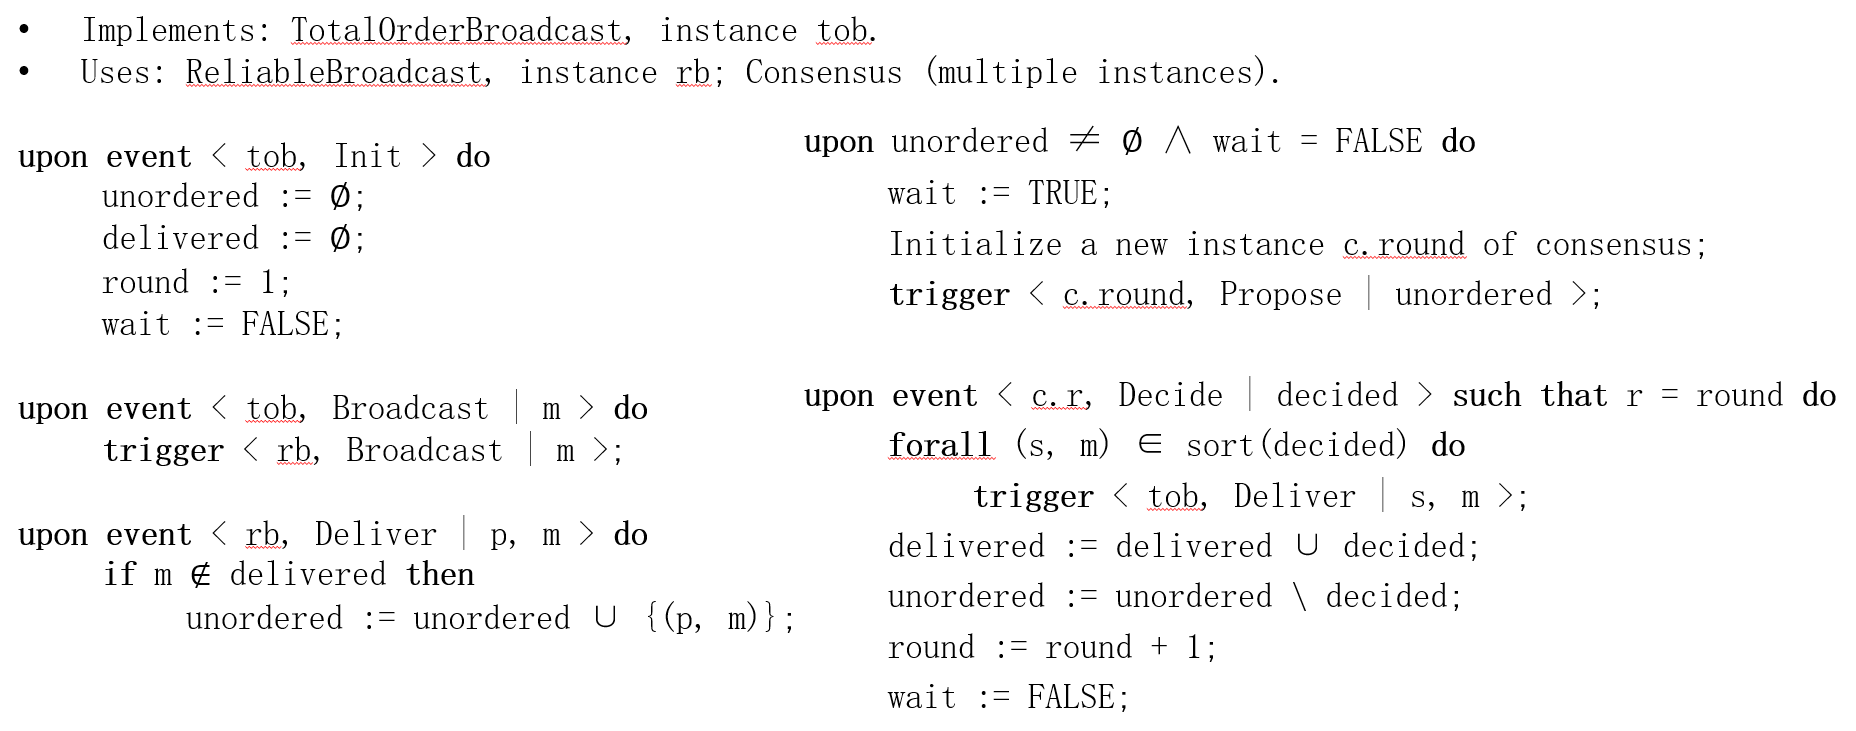 • Implements: TotalOrderBroadcast, instance tob.
• Uses: ReliableBroadcast, instance rb; Consensus (multiple instances).
upon event < tob, Init > do
unordered := ∅;
delivered := ∅;
round := 1;
wait := FALSE;
upon event < tob, Broadcast | m > do
trigger < rb, Broadcast | m >;
upon event < rb, Deliver | p, m > do
if m ∉ delivered then
unordered := unordered ∪ {(p, m)};
upon unordered ≠ ∅ ∧ wait = FALSE do
wait := TRUE;
Initialize a new instance c.round of consensus;
trigger < c.round, Propose | unordered >;
upon event < c.r, Decide | decided > such that r = round do
forall (s, m) ∈ sort(decided) do
trigger < tob, Deliver | s, m >;
delivered := delivered ∪ decided;
unordered := unordered \ decided;
round := round + 1;
wait := FALSE;